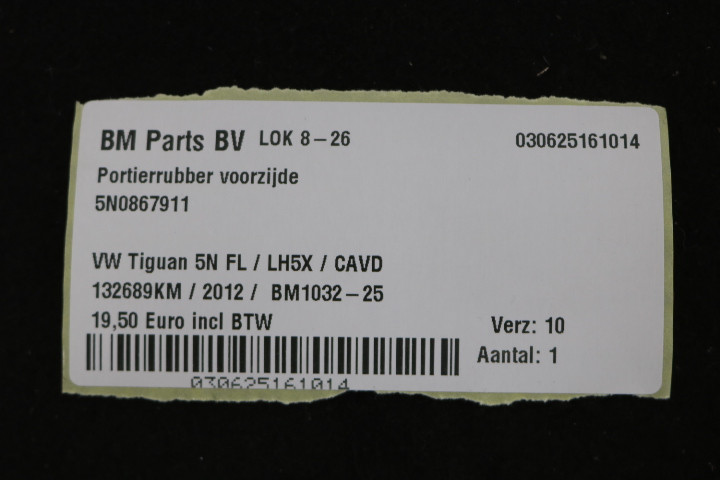 BM Parts BV LOK 8-26 030625161014
Portierrubber voorzijde
5N0867911
VW Tiguan 5N FL / LH5X / CAVD
132689KM / 2012 / BM1032-25
19,50 Euro incl BTW
Verz: 10
Aantal: 1
030625161014